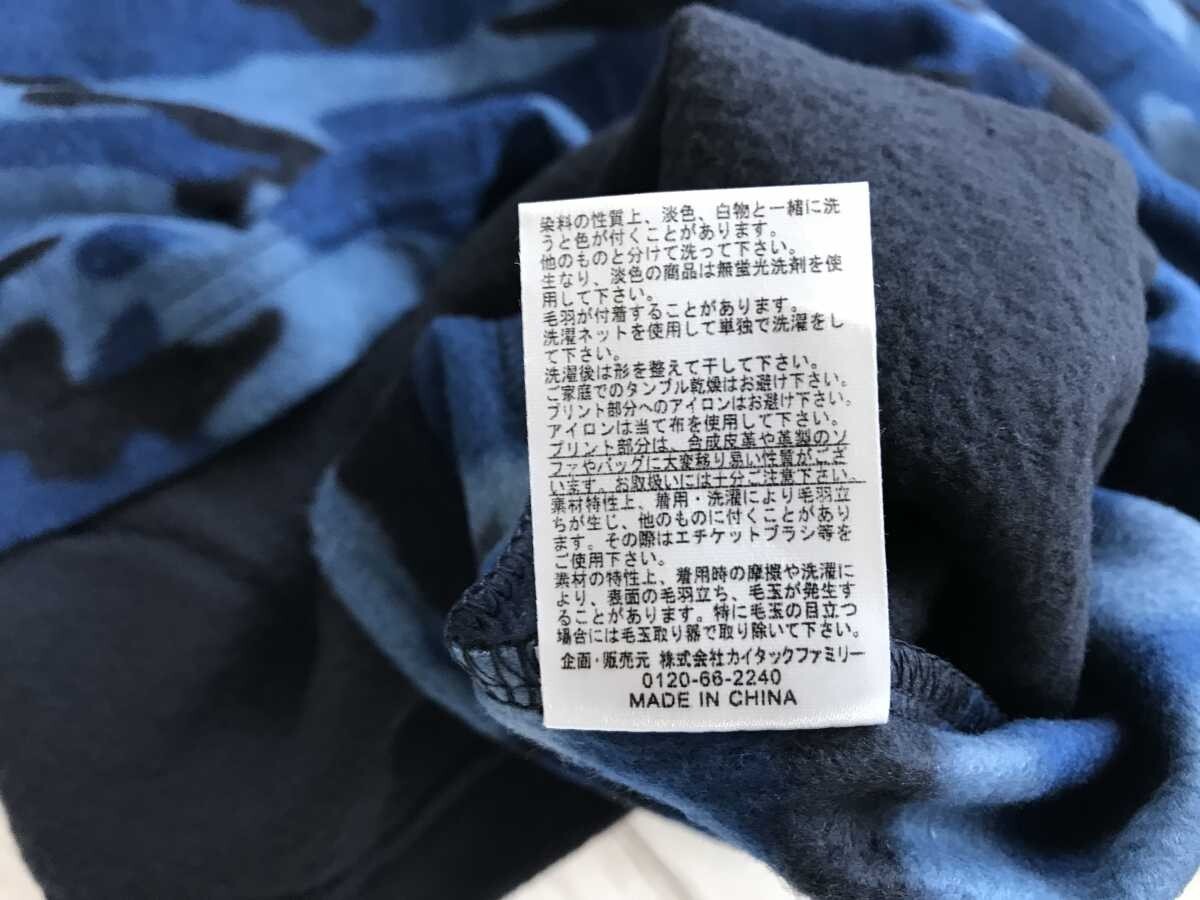 染料の性質上、淡色、白物と一緒に洗
うと色が付くことがあります。
他のものと分けて洗って下さい。
生なり、淡色の商品は無蛍光洗剤を使
用して下さい。
毛羽が付着することがあります。
洗濯ネットを使用して単独で洗濯をし
て下さい。
洗濯後は形を整えて干して下さい。
ご家庭でのタンブル乾燥はお避け下さい。
プリント部分へのアイロンはお避け下さい。
アイロンは当て布を使用して下さい。
プリント部分は、合成皮革や革製のソ
ファやバッグに大変移り易い性質がござ
います。お取扱いには十分ご注意下さい。
素材特性上、着用・洗濯により毛羽立
ちが生じ、他のものに付くことがあり
ます。その際はエチケットブラシ等を
ご使用下さい。
素材の特性上、着用時の摩擦や洗濯に
より、表面の毛羽立ち、毛玉が発生す
ることがあります。特に毛玉の目立つ
場合には毛玉取り器で取り除いて下さい。
企画・販売元 株式会社カイタックファミリー
0120-66-2240
MADE IN CHINA